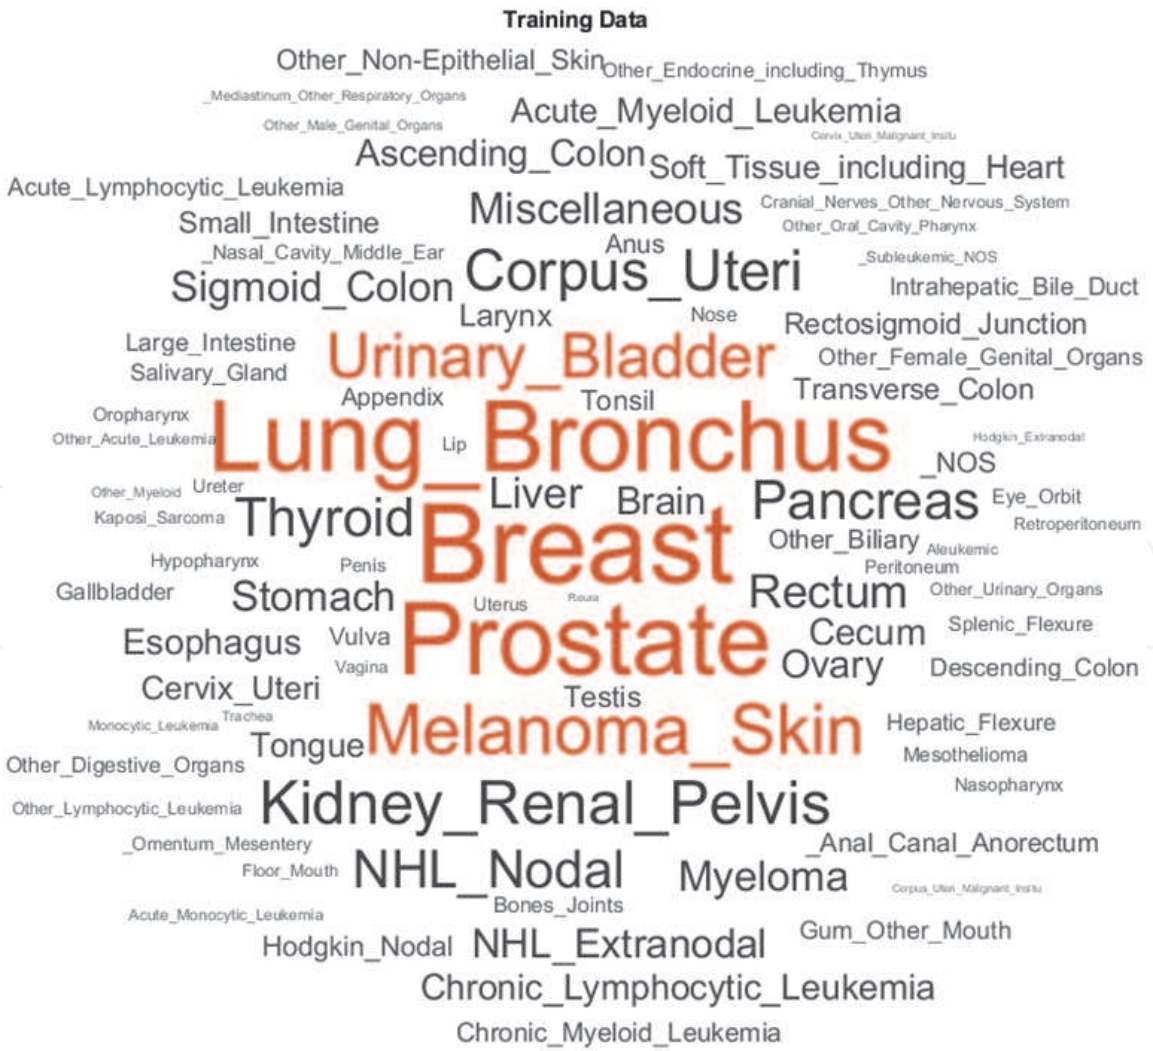 Training Data
Other_Non-Epithelial_Skin
Other_Endocrine_including_Thymus
_Mediastinum_Other_Respiratory_Organs
Acute_Myeloid_Leukemia
Other_Male_Genital_Organs
Cervix_Uteri_Malignant_Insitu
Ascending_Colon
Soft_Tissue_including_Heart
Acute_Lymphocytic_Leukemia
Miscellaneous
Cranial_Nerves_Other_Nervous_System
Small_Intestine
Other_Oral_Cavity_Pharynx
Anus
_Nasal_Cavity_Middle_Ear
_Subleukemic_NOS
Corpus_Uteri
Sigmoid_Colon
Intrahepatic_Bile_Duct
Larynx
Nose
Rectosigmoid_Junction
Large_Intestine
Urinary_Bladder
Other_Female_Genital_Organs
Salivary_Gland
Transverse_Colon
Appendix
Tonsil
Oropharynx
Lung_Bronchus
Other_Acute_Leukemia
Lip
Hodgkin_Extranodal
_NOS
Other_Myeloid
Ureter
Liver
Brain
Pancreas
Eye_Orbit
Kaposi_Sarcoma
Thyroid
Retroperitoneum
Breast
Other_Biliary
Aleukemic
Hypopharynx
Penis
Peritoneum
Gallbladder
Stomach
Uterus
Pleura
Rectum
Other_Urinary_Organs
Esophagus
Vulva
Prostate
Cecum
Splenic_Flexure
Vagina
Ovary
Descending_Colon
Cervix_Uteri
Testis
Monocytic_Leukemia
Trachea
Melanoma_Skin
Hepatic_Flexure
Tongue
Mesothelioma
Other_Digestive_Organs
Nasopharynx
Other_Lymphocytic_Leukemia
Kidney_Renal_Pelvis
_Omentum_Mesentery
_Anal_Canal_Anorectum
Floor_Mouth
NHL_Nodal
Myeloma
Corpus_Uteri_Malignant_Insitu
Bones_Joints
Acute_Monocytic_Leukemia
Gum_Other_Mouth
Hodgkin_Nodal
NHL_Extranodal
Chronic_Lymphocytic_Leukemia
Chronic_Myeloid_Leukemia